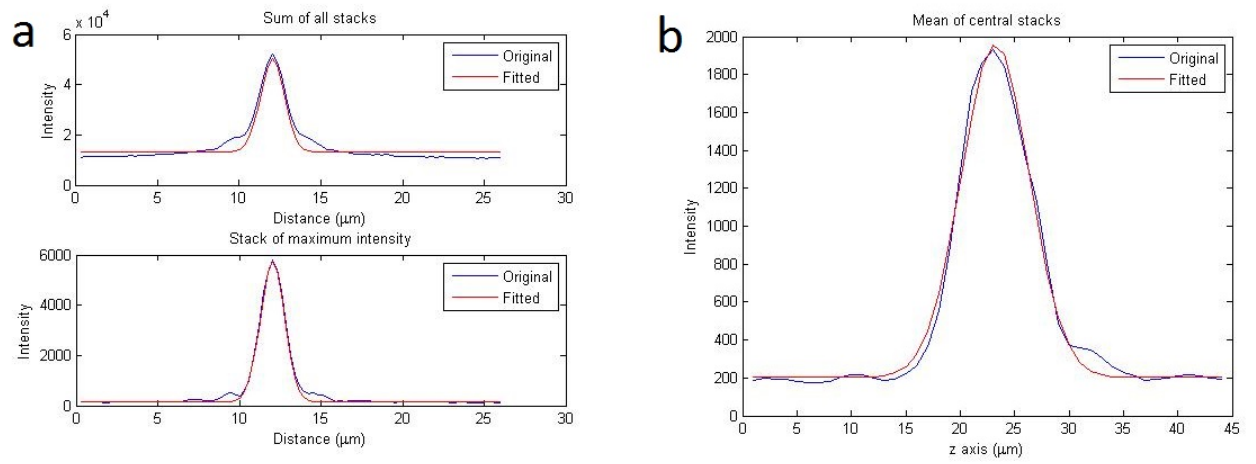 a
Sum of all stacks
x 10⁴
6
4
2
0
Intensity
Original
Fitted
0 5 10 15 20 25 30
Distance (μm)
Stack of maximum intensity
6000
4000
2000
0
Intensity
Original
Fitted
0 5 10 15 20 25 30
Distance (μm)
b
Mean of central stacks
2000
1800
1600
1400
1200
1000
800
600
400
200
0
Intensity
Original
Fitted
0 5 10 15 20 25 30 35 40 45
z axis (μm)